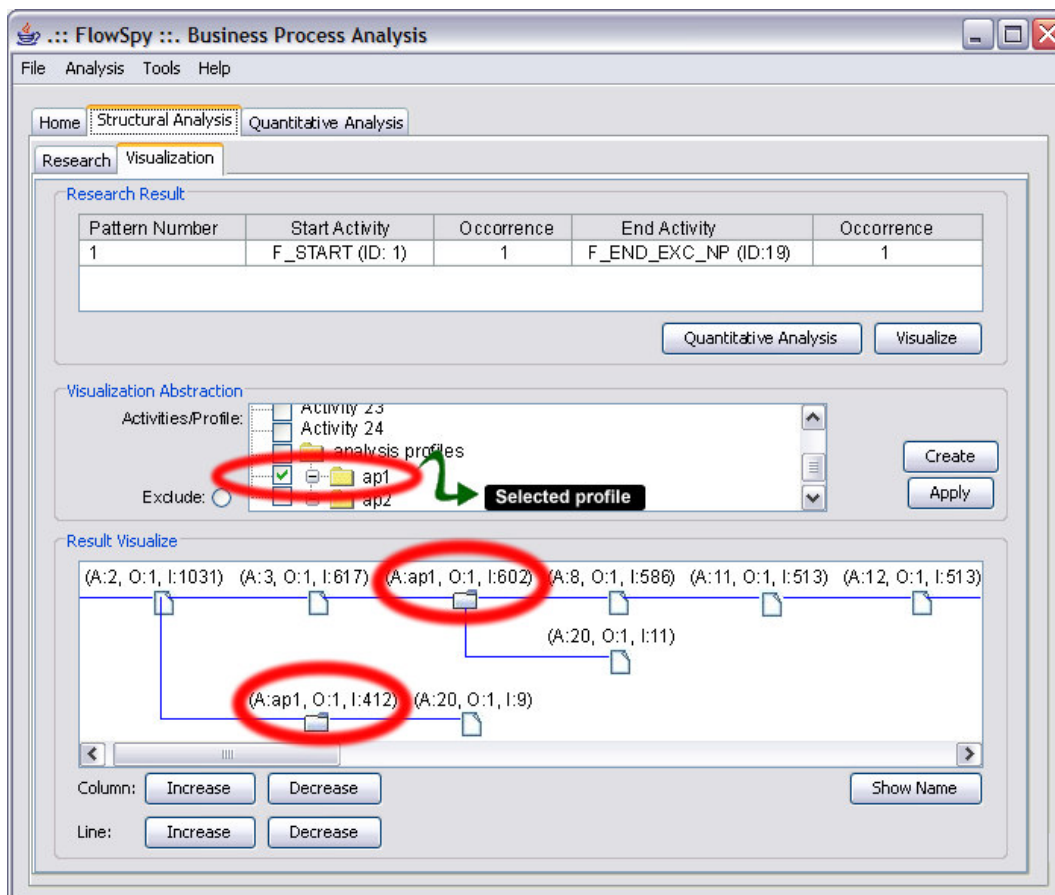 .:: FlowSpy ::. Business Process Analysis
File Analysis Tools Help
Home Structural Analysis Quantitative Analysis
Research Visualization
Research Result
Pattern Number Start Activity Occorrence End Activity Occorrence
1 F_START (ID: 1) 1 F_END_EXC_NP (ID:19) 1
Quantitative Analysis Visualize
Visualization Abstraction
Activities/Profile: Activity 23
Activity 24
analysis profiles
ap1
Create
Exclude: ap2 Selected profile Apply
Result Visualize
(A:2, O:1, I:1031) (A:3, O:1, I:617) (A:ap1, O:1, I:602) (A:8, O:1, I:586) (A:11, O:1, I:513) (A:12, O:1, I:513)
(A:20, O:1, I:11)
(A:ap1, O:1, I:412) (A:20, O:1, I:9)
Column: Increase Decrease Show Name
Line: Increase Decrease